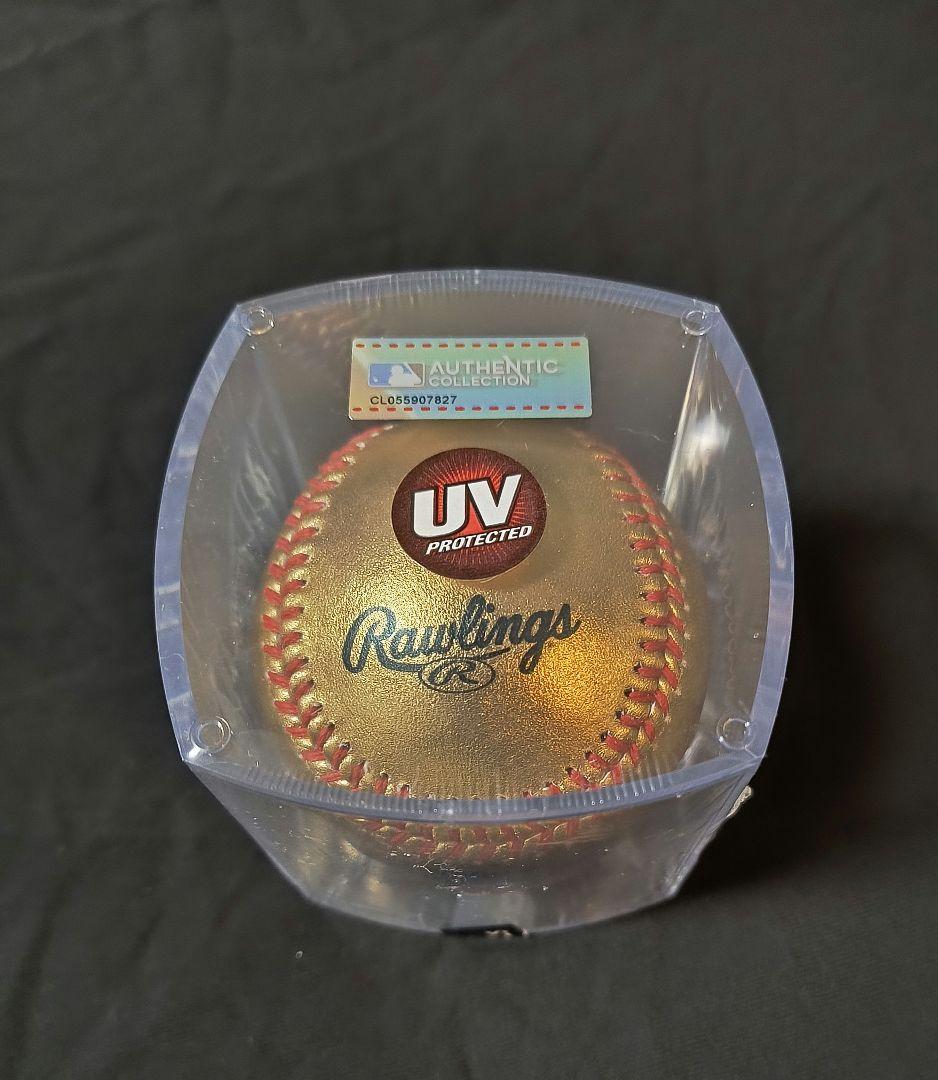 AUTHENTIC
COLLECTION
CL055907827
UV
PROTECTED
Rawlings
R